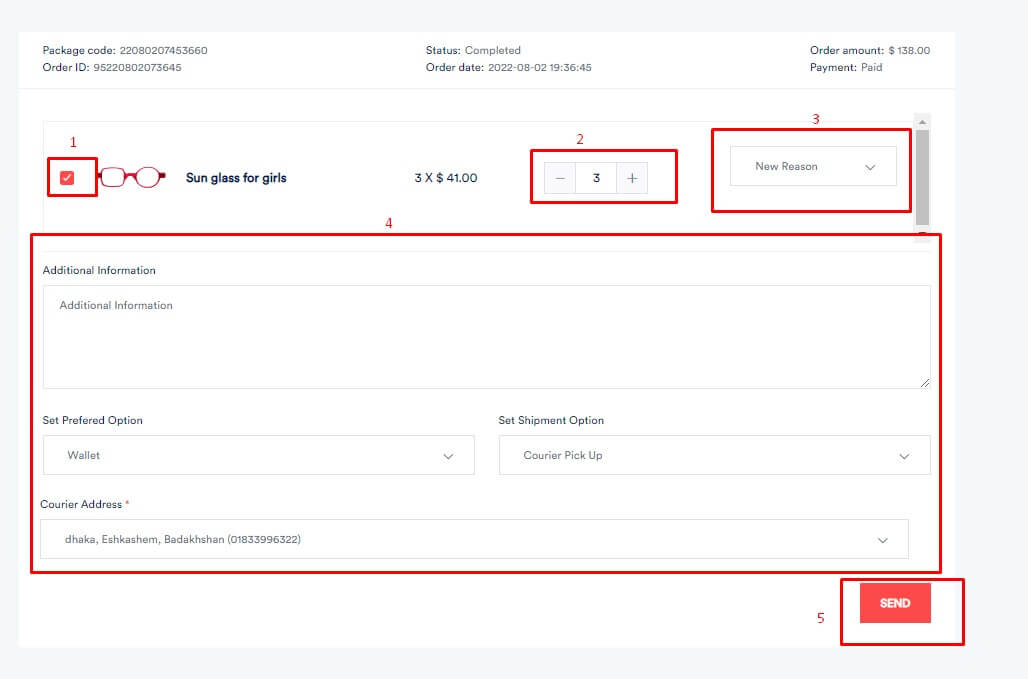 Package code: 22080207453660 Status: Completed Order amount: $ 138.00
Order ID: 95220802073645 Order date: 2022-08-02 19:36:45 Payment: Paid
1 2 3
Sun glass for girls 3 X $ 41.00 − 3 + New Reason
4
Additional Information
Additional Information
Set Prefered Option Set Shipment Option
Wallet Courier Pick Up
Courier Address *
dhaka, Eshkashem, Badakhshan (01833996322)
SEND
5